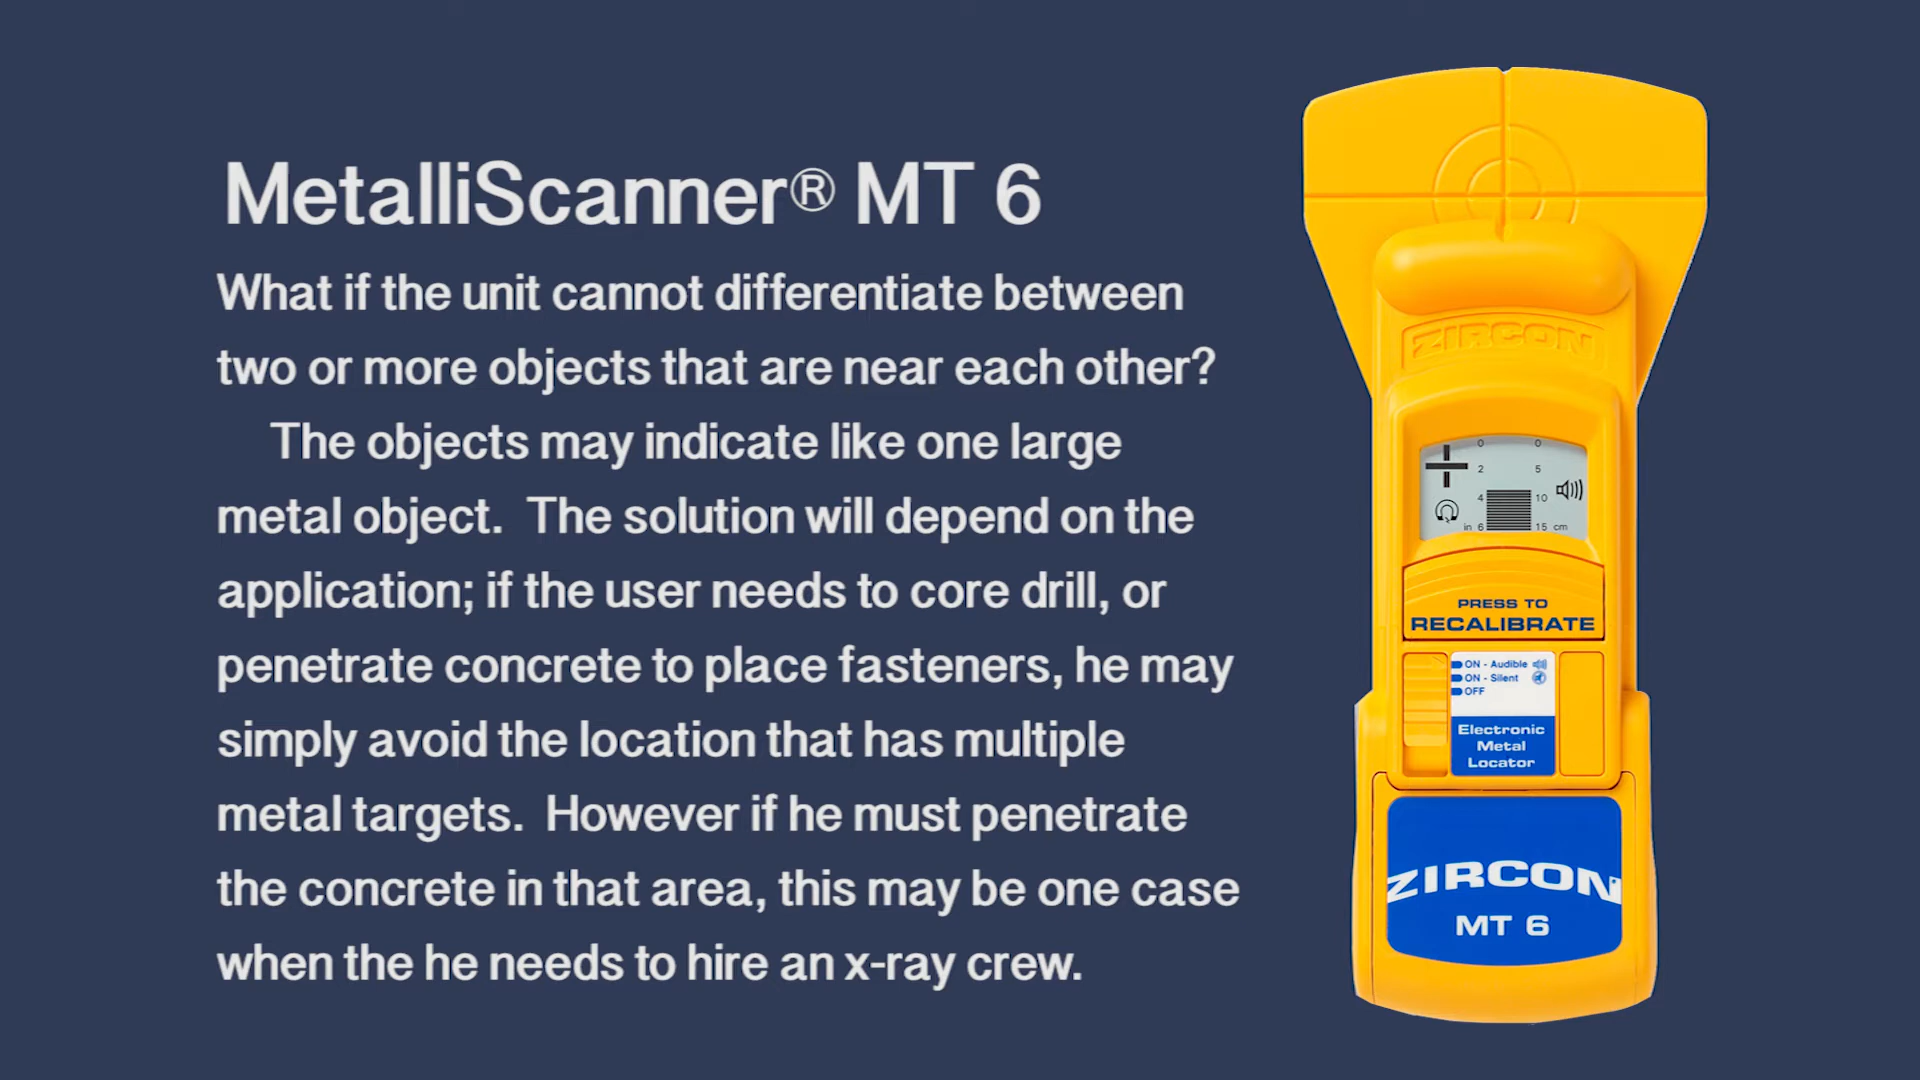 MetalliScanner® MT 6
What if the unit cannot differentiate between
two or more objects that are near each other?
The objects may indicate like one large
metal object. The solution will depend on the
application; if the user needs to core drill, or
penetrate concrete to place fasteners, he may
simply avoid the location that has multiple
metal targets. However if he must penetrate
the concrete in that area, this may be one case
when the he needs to hire an x-ray crew.
ZIRCON
0 0
2 5
4 10
in 6 15 cm
PRESS TO
RECALIBRATE
ON - Audible
ON - Silent
OFF
Electronic
Metal
Locator
ZIRCON
MT 6